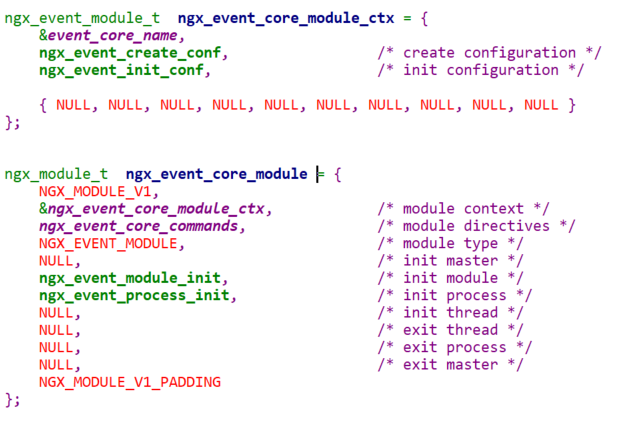 ngx_event_module_t  ngx_event_core_module_ctx = {
    &event_core_name,
    ngx_event_create_conf,                 /* create configuration */
    ngx_event_init_conf,                   /* init configuration */

    { NULL, NULL, NULL, NULL, NULL, NULL, NULL, NULL, NULL, NULL }
};


ngx_module_t  ngx_event_core_module = {
    NGX_MODULE_V1,
    &ngx_event_core_module_ctx,            /* module context */
    ngx_event_core_commands,               /* module directives */
    NGX_EVENT_MODULE,                      /* module type */
    NULL,                                  /* init master */
    ngx_event_module_init,                 /* init module */
    ngx_event_process_init,                /* init process */
    NULL,                                  /* init thread */
    NULL,                                  /* exit thread */
    NULL,                                  /* exit process */
    NULL,                                  /* exit master */
    NGX_MODULE_V1_PADDING
};